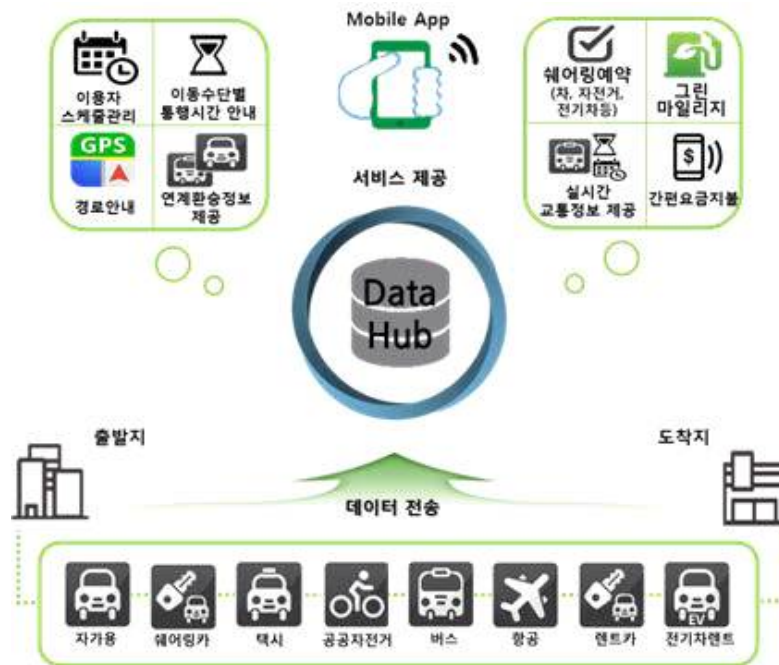 Mobile App
이용자
스케줄관리
이동수단별
통행시간 안내
GPS
경로안내
연계환승정보
제공
쉐어링예약
(차, 자전거,
전기차등)
그린
마일리지
실시간
교통정보 제공
$
간편요금지불
서비스 제공
Data
Hub
출발지
도착지
데이터 전송
자가용
쉐어링카
택시
공공자전거
버스
항공
렌트카
EV
전기차렌트